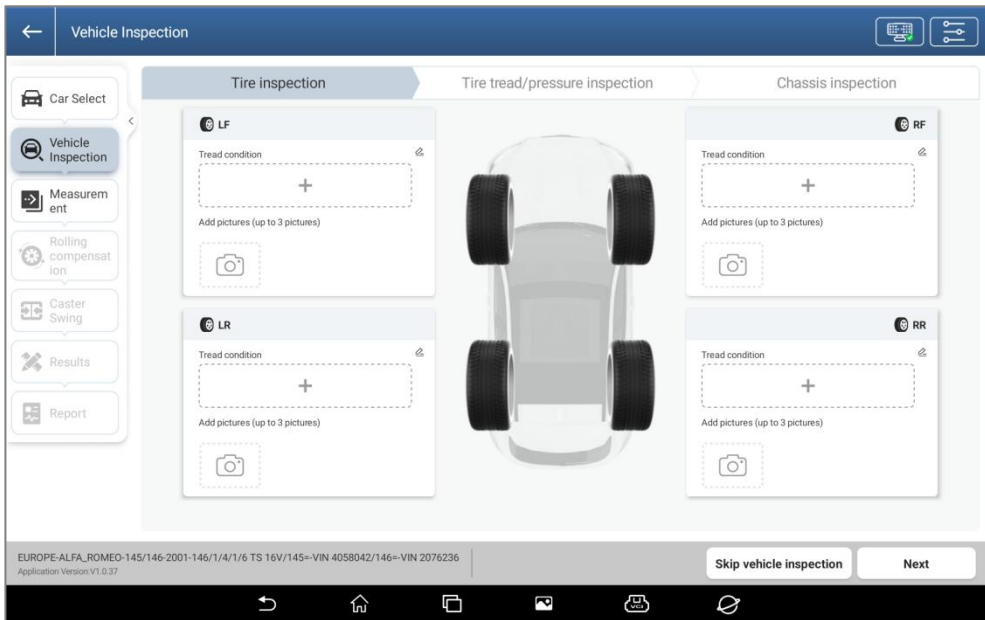 Vehicle Inspection
Car Select
Vehicle
Inspection
Measurem
ent
Rolling
compensat
ion
Caster
Swing
Results
Report
Tire inspection
Tire tread/pressure inspection
Chassis inspection
LF
Tread condition
Add pictures (up to 3 pictures)
RF
Tread condition
Add pictures (up to 3 pictures)
LR
Tread condition
Add pictures (up to 3 pictures)
RR
Tread condition
Add pictures (up to 3 pictures)
EUROPE-ALFA_ROMEO-145/146-2001-146/1/4/1/6 TS 16V/145=-VIN 4058042/146=-VIN 2076236
Application Version:V1.0.37
Skip vehicle inspection
Next
VCI